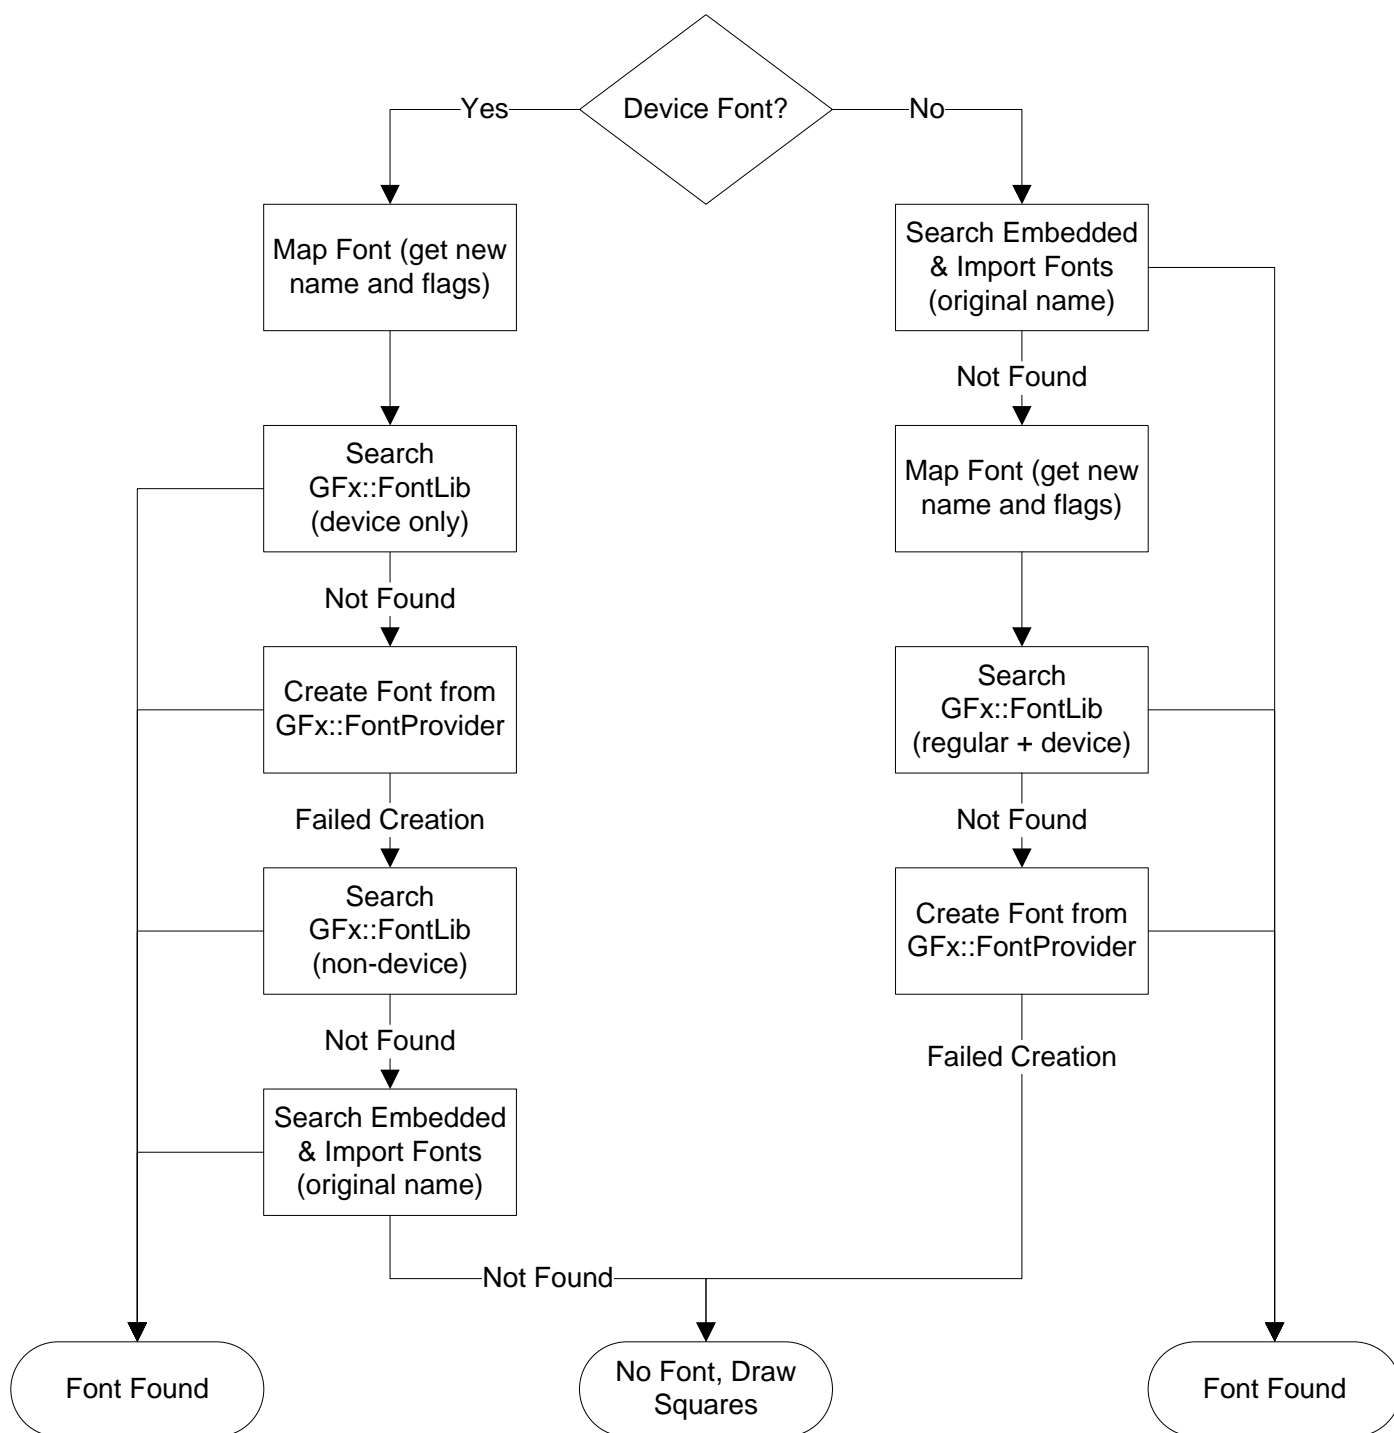 Device Font?
Yes
No
Map Font (get new
name and flags)
Search
GFx::FontLib
(device only)
Not Found
Create Font from
GFx::FontProvider
Failed Creation
Search
GFx::FontLib
(non-device)
Not Found
Search Embedded
& Import Fonts
(original name)
Not Found
Font Found
Search Embedded
& Import Fonts
(original name)
Not Found
Map Font (get new
name and flags)
Search
GFx::FontLib
(regular + device)
Not Found
Create Font from
GFx::FontProvider
Failed Creation
No Font, Draw
Squares
Font Found